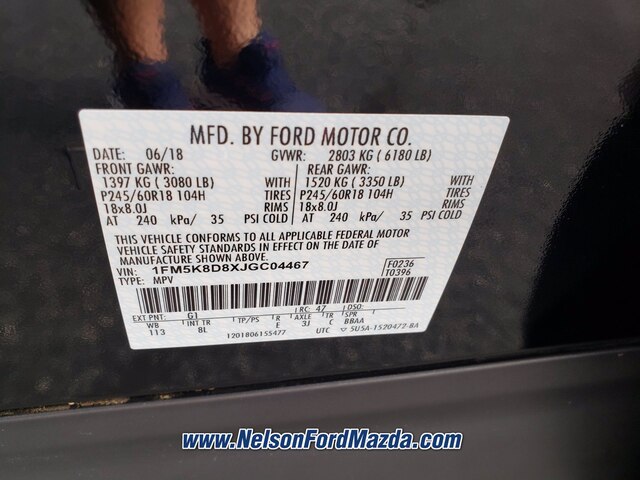 MFD. BY FORD MOTOR CO.
DATE: 06/18 GVWR: 2803 KG ( 6180 LB)
FRONT GAWR: REAR GAWR:
1397 KG ( 3080 LB) WITH 1520 KG ( 3350 LB) WITH
P245/60R18 104H TIRES P245/60R18 104H TIRES
18x8.0J RIMS 18x8.0J RIMS
AT 240 kPa/ 35 PSI COLD AT 240 kPa/ 35 PSI COLD
THIS VEHICLE CONFORMS TO ALL APPLICABLE FEDERAL MOTOR
VEHICLE SAFETY STANDARDS IN EFFECT ON THE DATE OF
MANUFACTURE SHOWN ABOVE.
VIN: 1FM5K8D8XJGC04467 F0236
TYPE: MPV T0396
EXT PNT: G1 RC: 47 DSO:
WB INT TR TP/PS R AXLE TR SPR
113 8L E 3J C BBAA
1201806155477 UTC 5U5A-1520472-BA
www.NelsonFordMazda.com